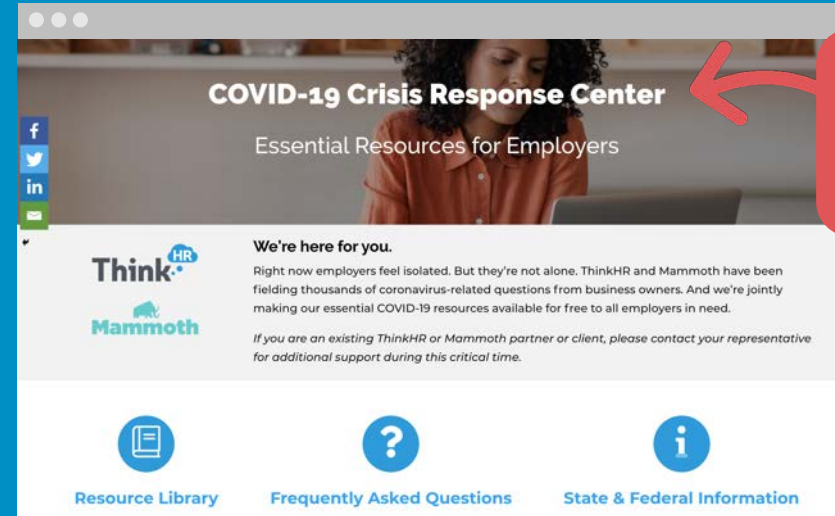 COVID-19 Crisis Response Center
Essential Resources for Employers
f
in
ThinkHR
Mammoth
We're here for you.
Right now employers feel isolated. But they're not alone. ThinkHR and Mammoth have been
fielding thousands of coronavirus-related questions from business owners. And we're jointly
making our essential COVID-19 resources available for free to all employers in need.
If you are an existing ThinkHR or Mammoth partner or client, please contact your representative
for additional support during this critical time.
?
i
Resource Library
Frequently Asked Questions
State & Federal Information